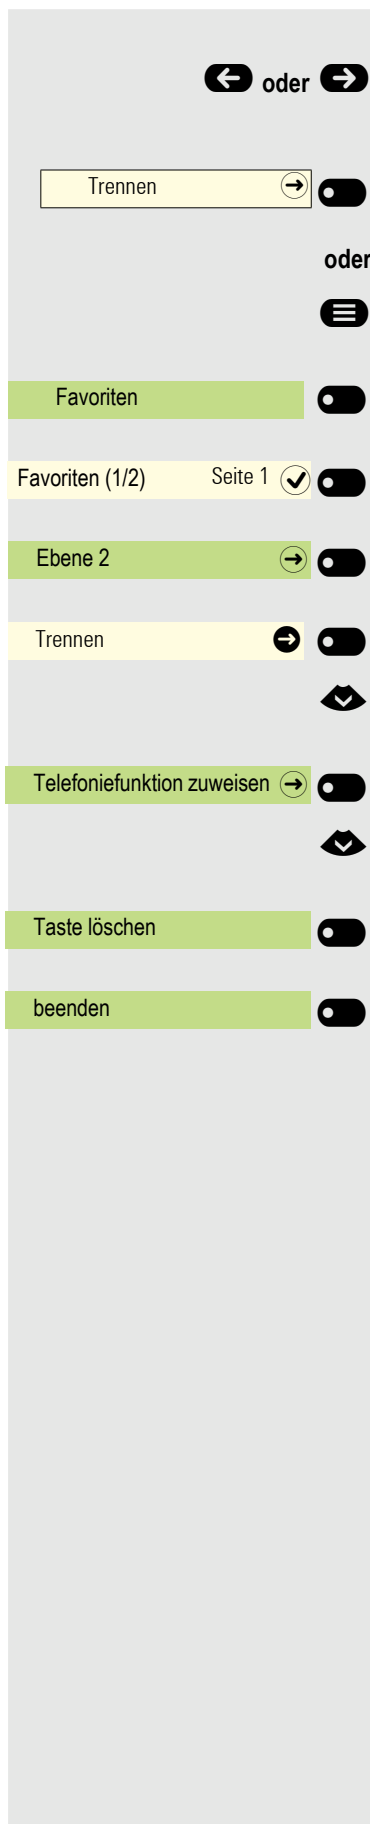 oder
Trennen
oder
Favoriten
Favoriten (1/2) Seite 1
Ebene 2
Trennen
Telefoniefunktion zuweisen
Taste löschen
beenden